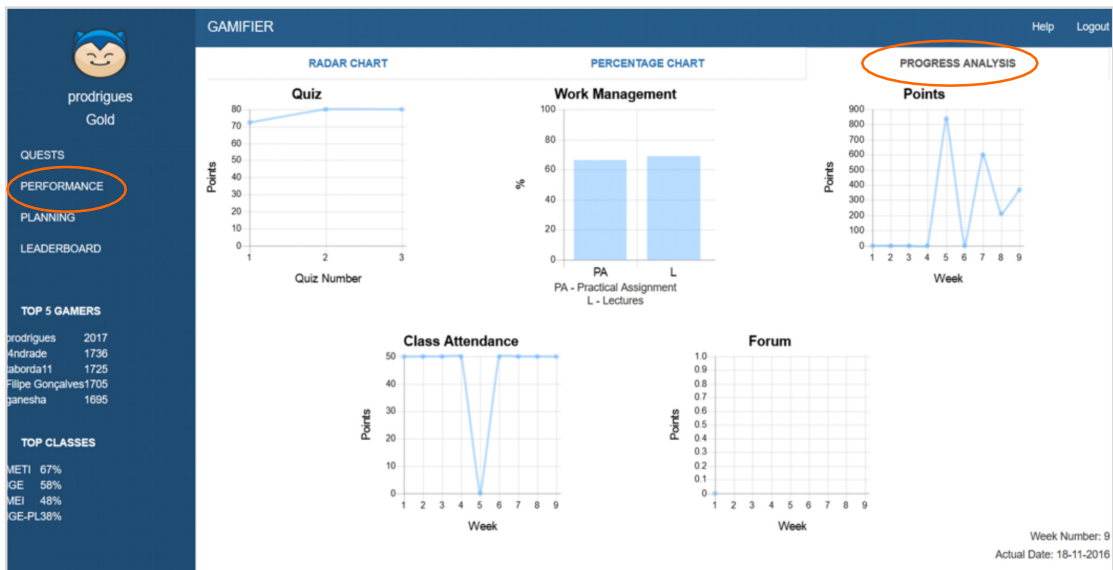 GAMIFIER
Help
Logout
prodrigues
Gold
QUESTS
PERFORMANCE
PLANNING
LEADERBOARD
TOP 5 GAMERS
prodrigues 2017
4ndrade 1736
taborda11 1725
Filipe Gonçalves1705
ganesha 1695
TOP CLASSES
METI 67%
IGE 58%
MEI 48%
IGE-PL38%
RADAR CHART
PERCENTAGE CHART
PROGRESS ANALYSIS
Quiz
Points
80
70
60
50
40
30
20
10
0
1 2 3
Quiz Number
Work Management
%
100
80
60
40
20
0
PA L
PA - Practical Assignment
L - Lectures
Points
Points
900
800
700
600
500
400
300
200
100
0
1 2 3 4 5 6 7 8 9
Week
Class Attendance
Points
50
40
30
20
10
0
1 2 3 4 5 6 7 8 9
Week
Forum
Points
1.0
0.9
0.8
0.7
0.6
0.5
0.4
0.3
0.2
0.1
0
1 2 3 4 5 6 7 8 9
Week
Week Number: 9
Actual Date: 18-11-2016